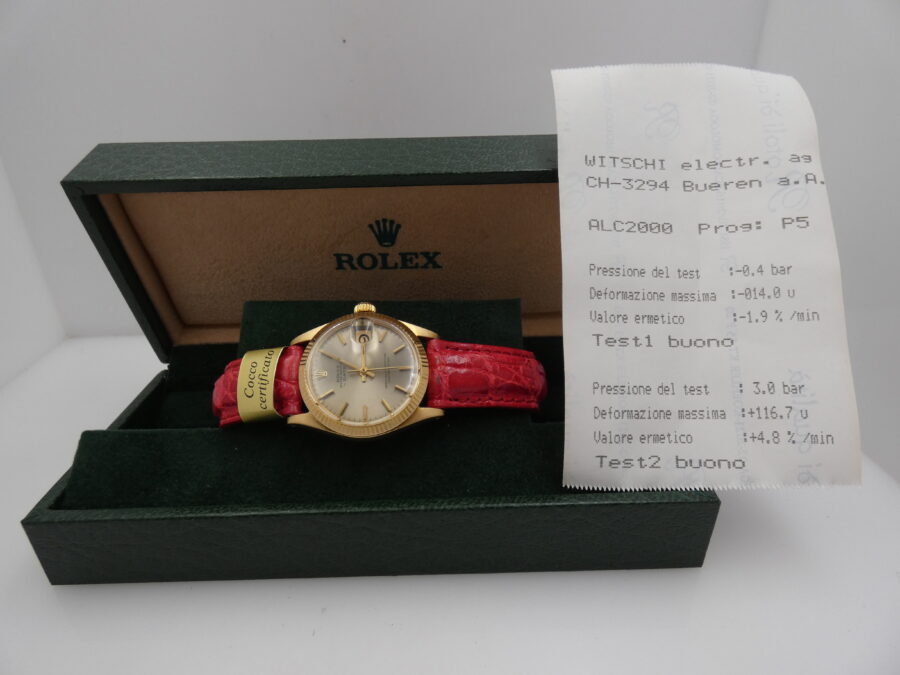 ROLEX
Cocco
certificato
WITSCHI electr. ag
CH-3294 Bueren a.A.
ALC2000 Prog: P5
Pressione del test :-0.4 bar
Deformazione massima :-014.0 u
Valore ermetico :-1.9 % /min
Test1 buono
Pressione del test : 3.0 bar
Deformazione massima :+116.7 u
Valore ermetico :+4.8 % /min
Test2 buono